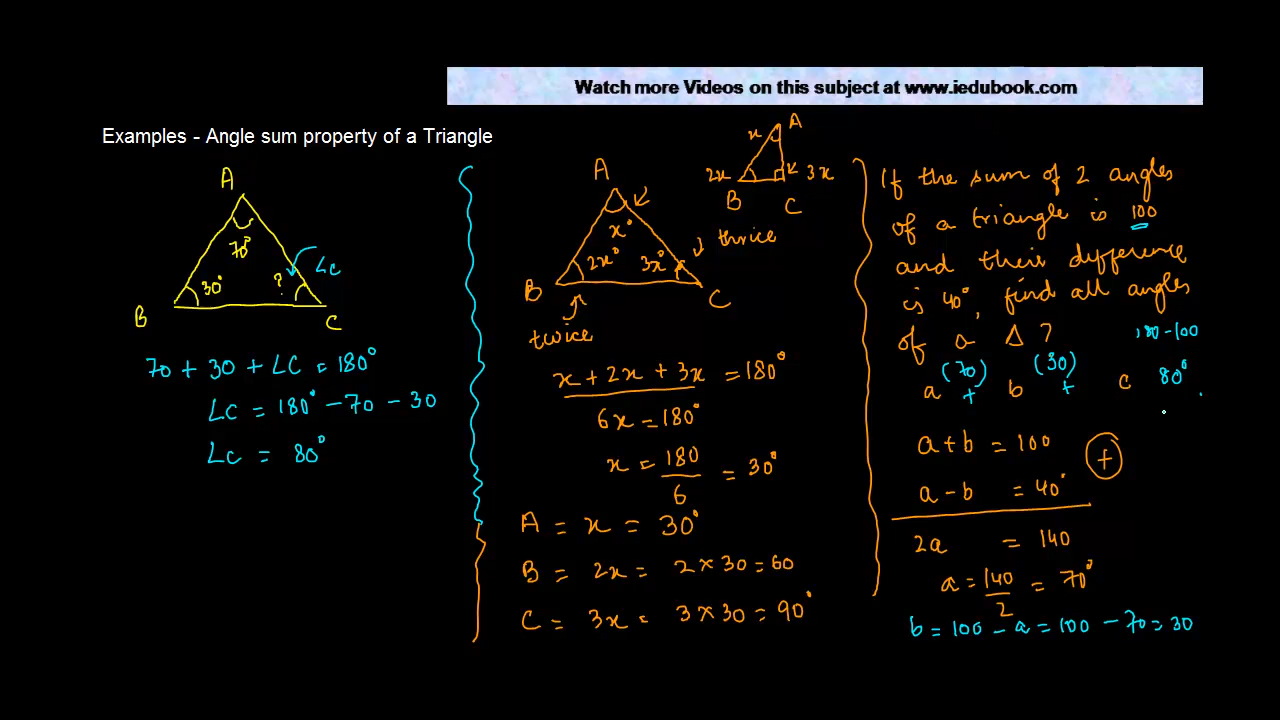 Watch more Videos on this subject at www.iedubook.com
Examples - Angle sum property of a Triangle
A
70°
∠C
30°
?
B
C
70 + 30 + ∠C = 180°
∠C = 180° - 70 - 30
∠C = 80°
x
A
2x
3x
B
C
A
x°
thrice
2x°
3x°
B
C
twice
x + 2x + 3x = 180°
6x = 180°
x = 180/6 = 30°
A = x = 30°
B = 2x = 2 × 30 = 60
C = 3x = 3 × 30 = 90°
If the sum of 2 angles
of a triangle is 100
and their difference
is 40°, find all angles
of a Δ ?
180-100
(70)
(30)
a + b + c 80°
a + b = 100
+
a - b = 40°
2a = 140
a = 140/2 = 70°
b = 100 - a = 100 - 70 = 30